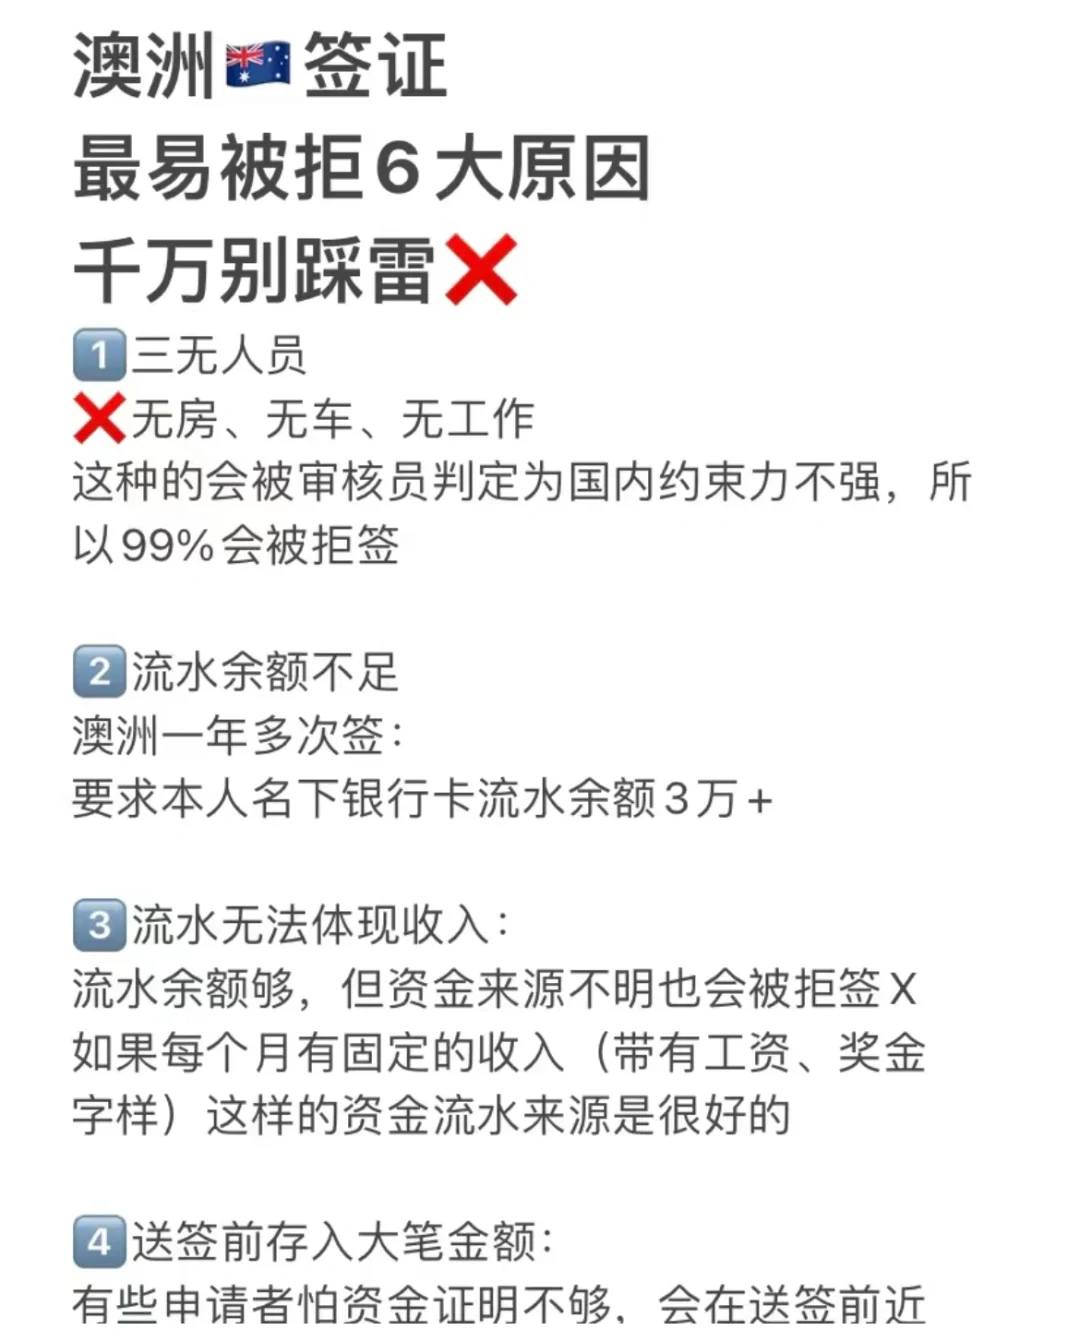 澳洲🇦🇺签证
最易被拒6大原因
千万别踩雷❌
1️⃣三无人员
❌无房、无车、无工作
这种的会被审核员判定为国内约束力不强，所
以99%会被拒签
2️⃣流水余额不足
澳洲一年多次签：
要求本人名下银行卡流水余额3万+
3️⃣流水无法体现收入：
流水余额够，但资金来源不明也会被拒签X
如果每个月有固定的收入（带有工资、奖金
字样）这样的资金流水来源是很好的
4️⃣送签前存入大笔金额：
有些申请者怕资金证明不够，会在送签前近